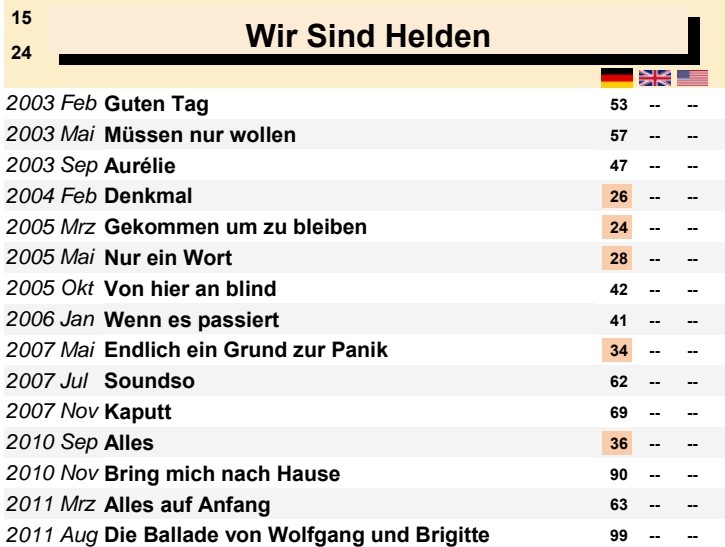 15
Wir Sind Helden
24
2003 Feb Guten Tag 53 -- --
2003 Mai Müssen nur wollen 57 -- --
2003 Sep Aurélie 47 -- --
2004 Feb Denkmal 26 -- --
2005 Mrz Gekommen um zu bleiben 24 -- --
2005 Mai Nur ein Wort 28 -- --
2005 Okt Von hier an blind 42 -- --
2006 Jan Wenn es passiert 41 -- --
2007 Mai Endlich ein Grund zur Panik 34 -- --
2007 Jul Soundso 62 -- --
2007 Nov Kaputt 69 -- --
2010 Sep Alles 36 -- --
2010 Nov Bring mich nach Hause 90 -- --
2011 Mrz Alles auf Anfang 63 -- --
2011 Aug Die Ballade von Wolfgang und Brigitte 99 -- --